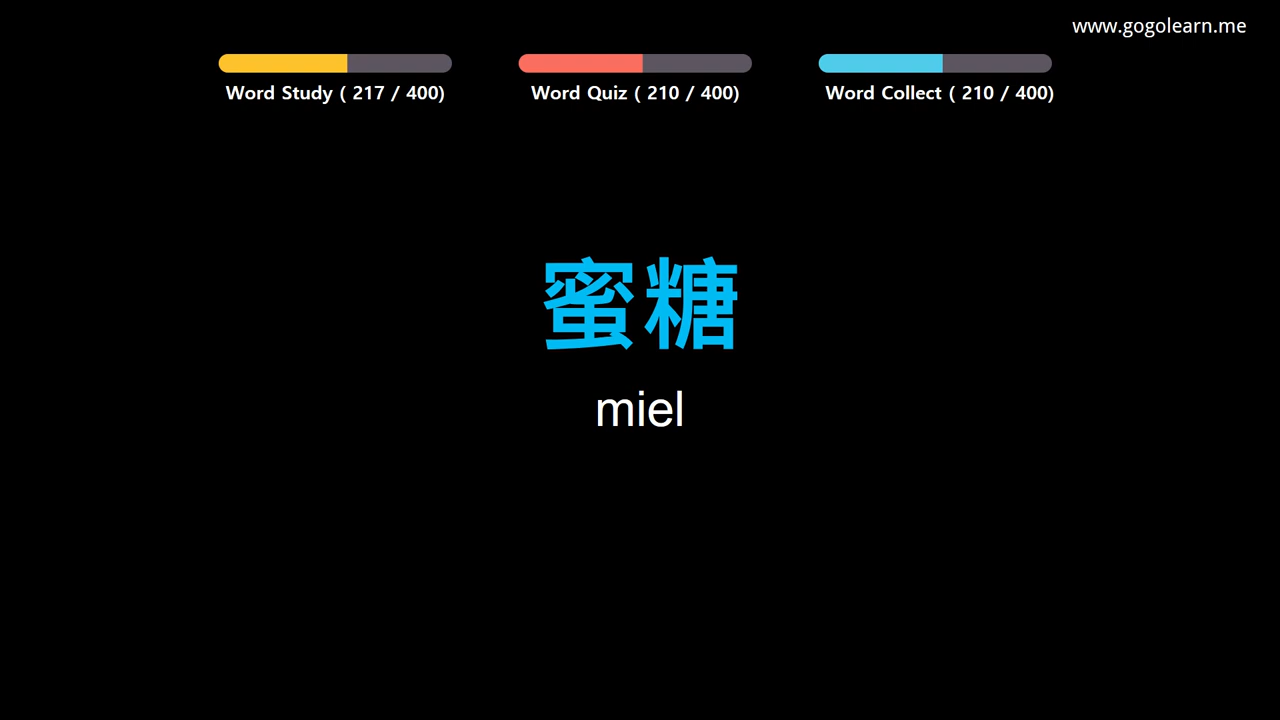 www.gogolearn.me
Word Study ( 217 / 400)
Word Quiz ( 210 / 400)
Word Collect ( 210 / 400)
蜜糖
miel